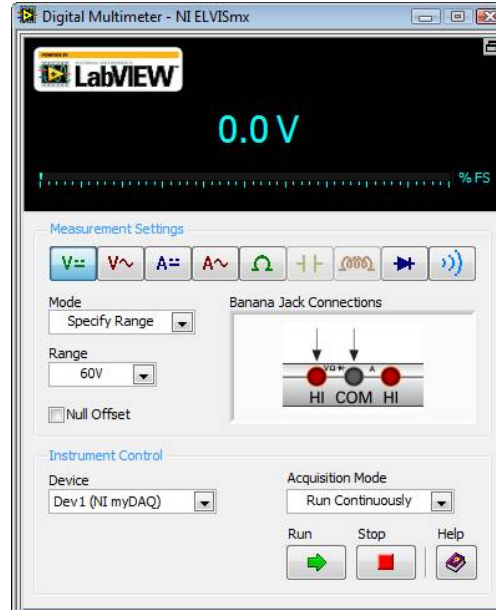 Digital Multimeter - NI ELVISmx
LabVIEW
0.0 V
% FS
Measurement Settings
V V A A Ω
Mode
Banana Jack Connections
Specify Range
Range
60V
VΩ A
HI COM HI
Null Offset
Instrument Control
Device
Acquisition Mode
Dev1 (NI myDAQ)
Run Continuously
Run Stop Help